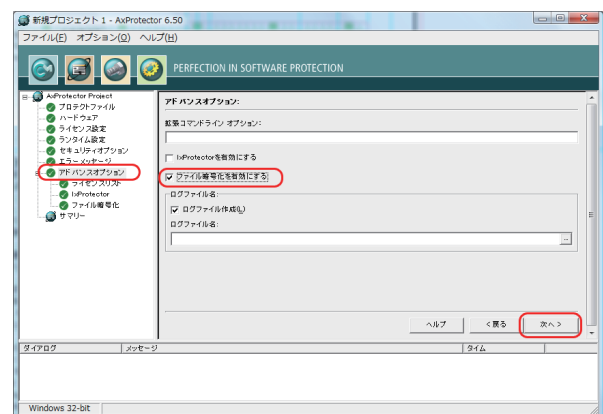 新規プロジェクト 1 - AxProtector 6.50
ファイル(F) オプション(O) ヘルプ(H)
PERFECTION IN SOFTWARE PROTECTION
AxProtector Project
プロテクトファイル
ハードウェア
ライセンス設定
ランタイム設定
セキュリティオプション
エラーメッセージ
アドバンスオプション
ライセンスリスト
IxProtector
ファイル暗号化
サマリー
アドバンスオプション:
拡張コマンドライン オプション:
IxProtectorを有効にする
ファイル暗号化を有効にする
ログファイル名:
ログファイル作成(L)
ログファイル名:
...
ヘルプ
< 戻る
次へ >
ダイアログ メッセージ タイム
Windows 32-bit